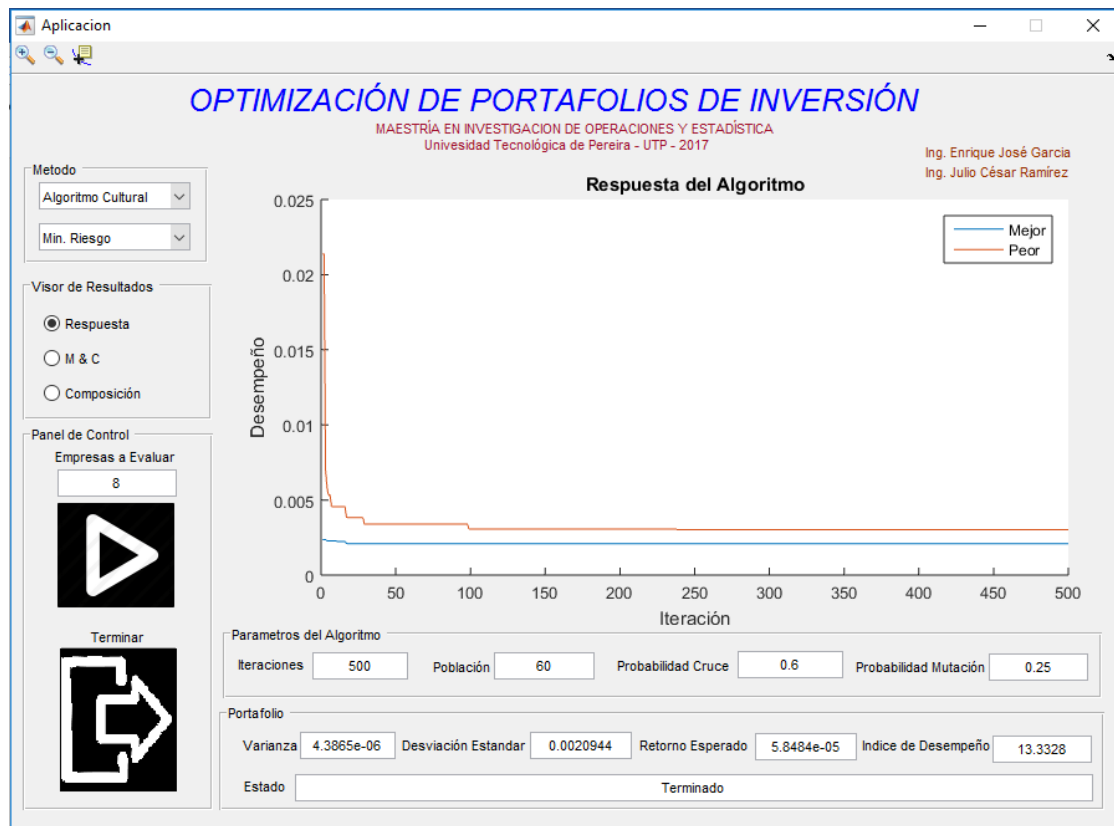 Aplicacion
OPTIMIZACIÓN DE PORTAFOLIOS DE INVERSIÓN
MAESTRÍA EN INVESTIGACION DE OPERACIONES Y ESTADÍSTICA
Univesidad Tecnológica de Pereira - UTP - 2017
Ing. Enrique José Garcia
Ing. Julio César Ramírez
Metodo
Algoritmo Cultural
Min. Riesgo
Visor de Resultados
Respuesta
M & C
Composición
Panel de Control
Empresas a Evaluar
8
Terminar
Respuesta del Algoritmo
Mejor
Peor
Desempeño
0.025
0.02
0.015
0.01
0.005
0
0 50 100 150 200 250 300 350 400 450 500
Iteración
Parametros del Algoritmo
Iteraciones 500 Población 60 Probabilidad Cruce 0.6 Probabilidad Mutación 0.25
Portafolio
Varianza 4.3865e-06 Desviación Estandar 0.0020944 Retorno Esperado 5.8484e-05 Indice de Desempeño 13.3328
Estado Terminado